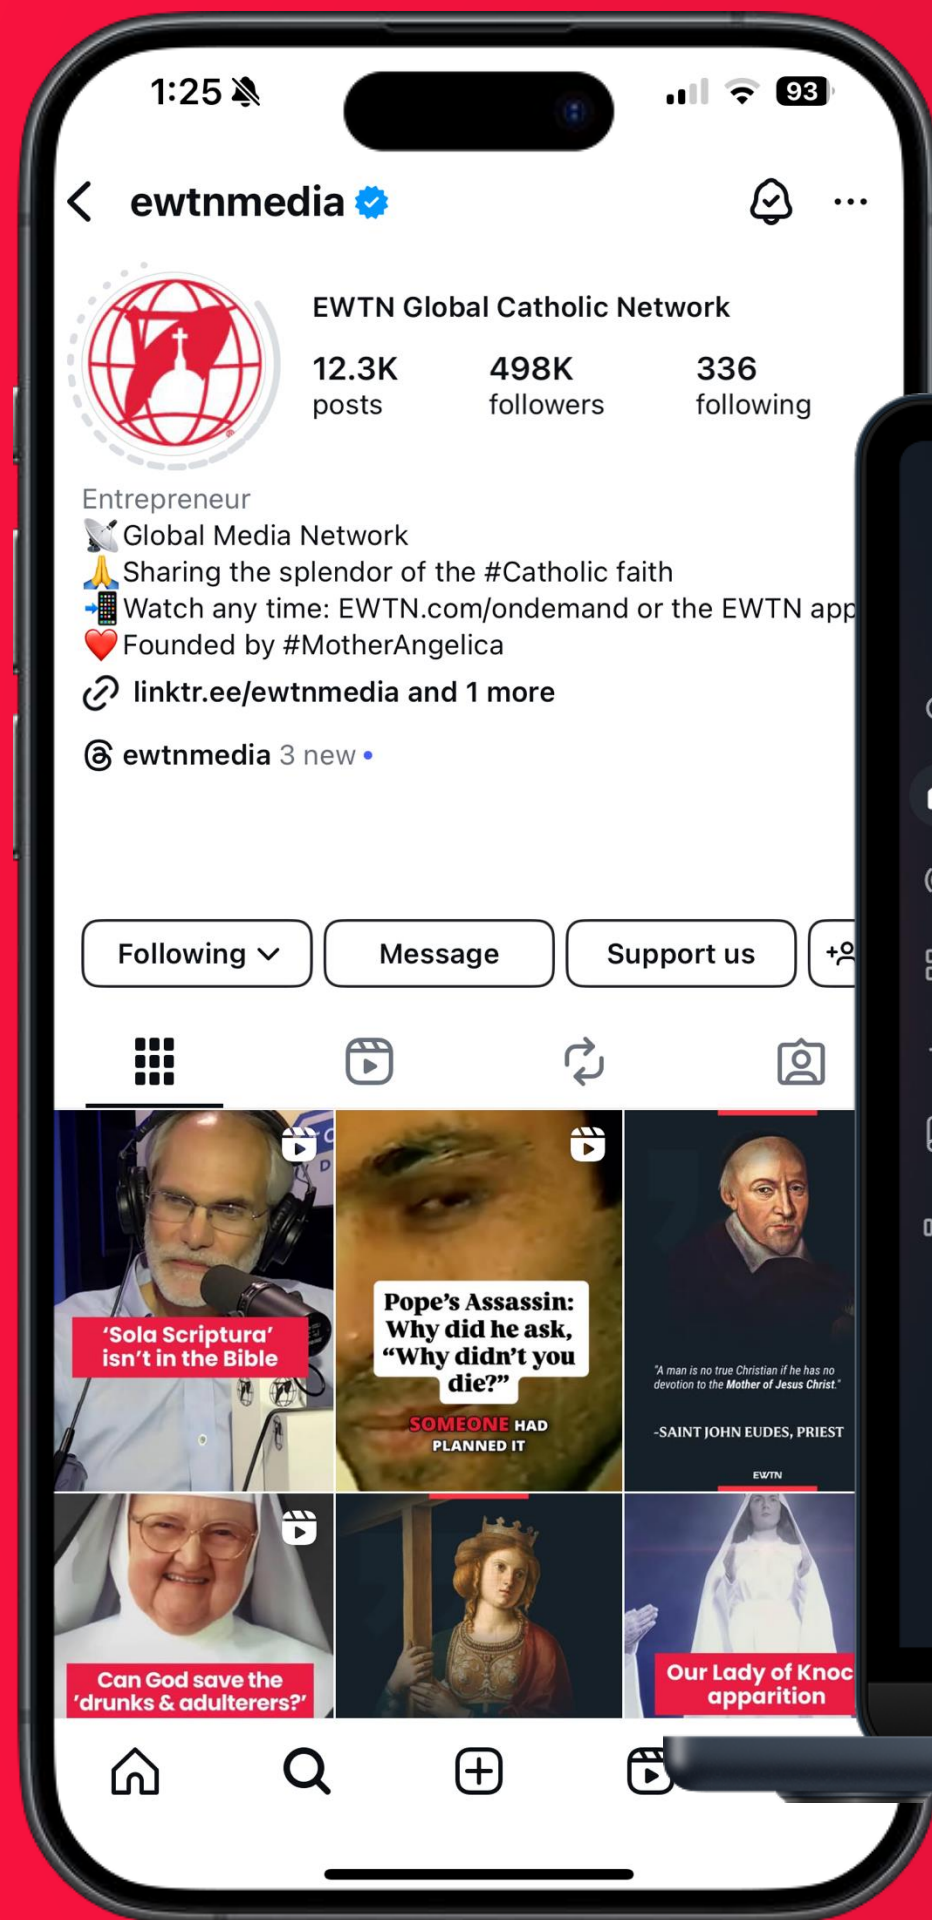 1:25
93
ewtnmedia
EWTN Global Catholic Network
12.3K 498K 336
posts followers following
Entrepreneur
📡Global Media Network
🙏Sharing the splendor of the #Catholic faith
📲Watch any time: EWTN.com/ondemand or the EWTN app
❤️Founded by #MotherAngelica
linktr.ee/ewtnmedia and 1 more
ewtnmedia 3 new
Following Message Support us
'Sola Scriptura'
isn't in the Bible
Pope's Assassin:
Why did he ask,
“Why didn't you
die?”
SOMEONE HAD
PLANNED IT
"A man is no true Christian if he has no
devotion to the Mother of Jesus Christ."
-SAINT JOHN EUDES, PRIEST
EWTN
Can God save the
'drunks & adulterers?'
Our Lady of Knoc
apparition